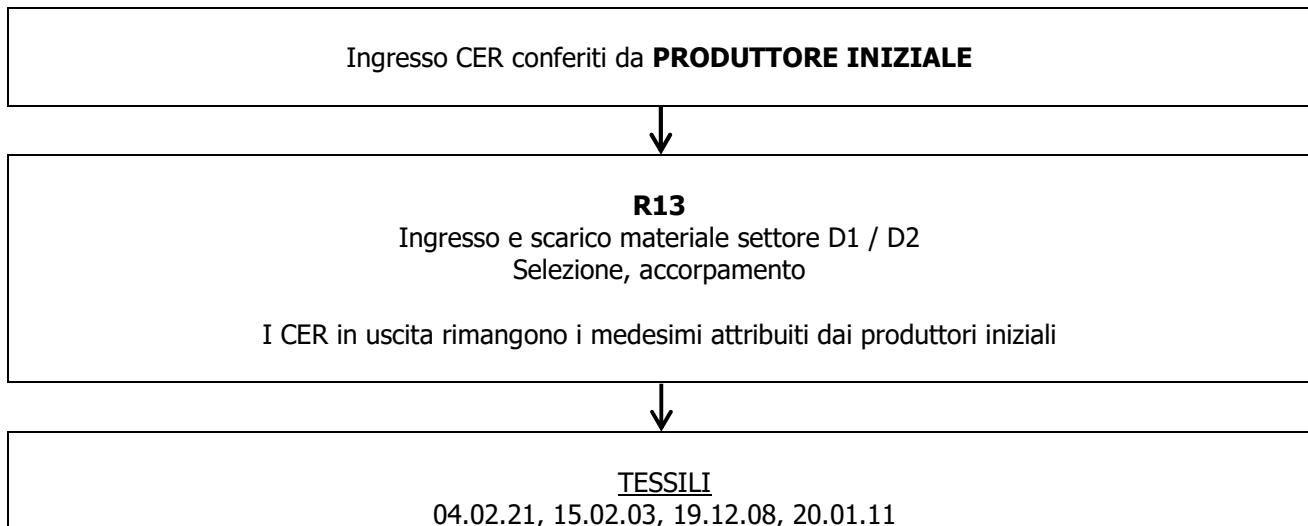 Ingresso CER conferiti da PRODUTTORE INIZIALE
R13
Ingresso e scarico materiale settore D1 / D2
Selezione, accorpamento
I CER in uscita rimangono i medesimi attribuiti dai produttori iniziali
TESSILI
04.02.21, 15.02.03, 19.12.08, 20.01.11